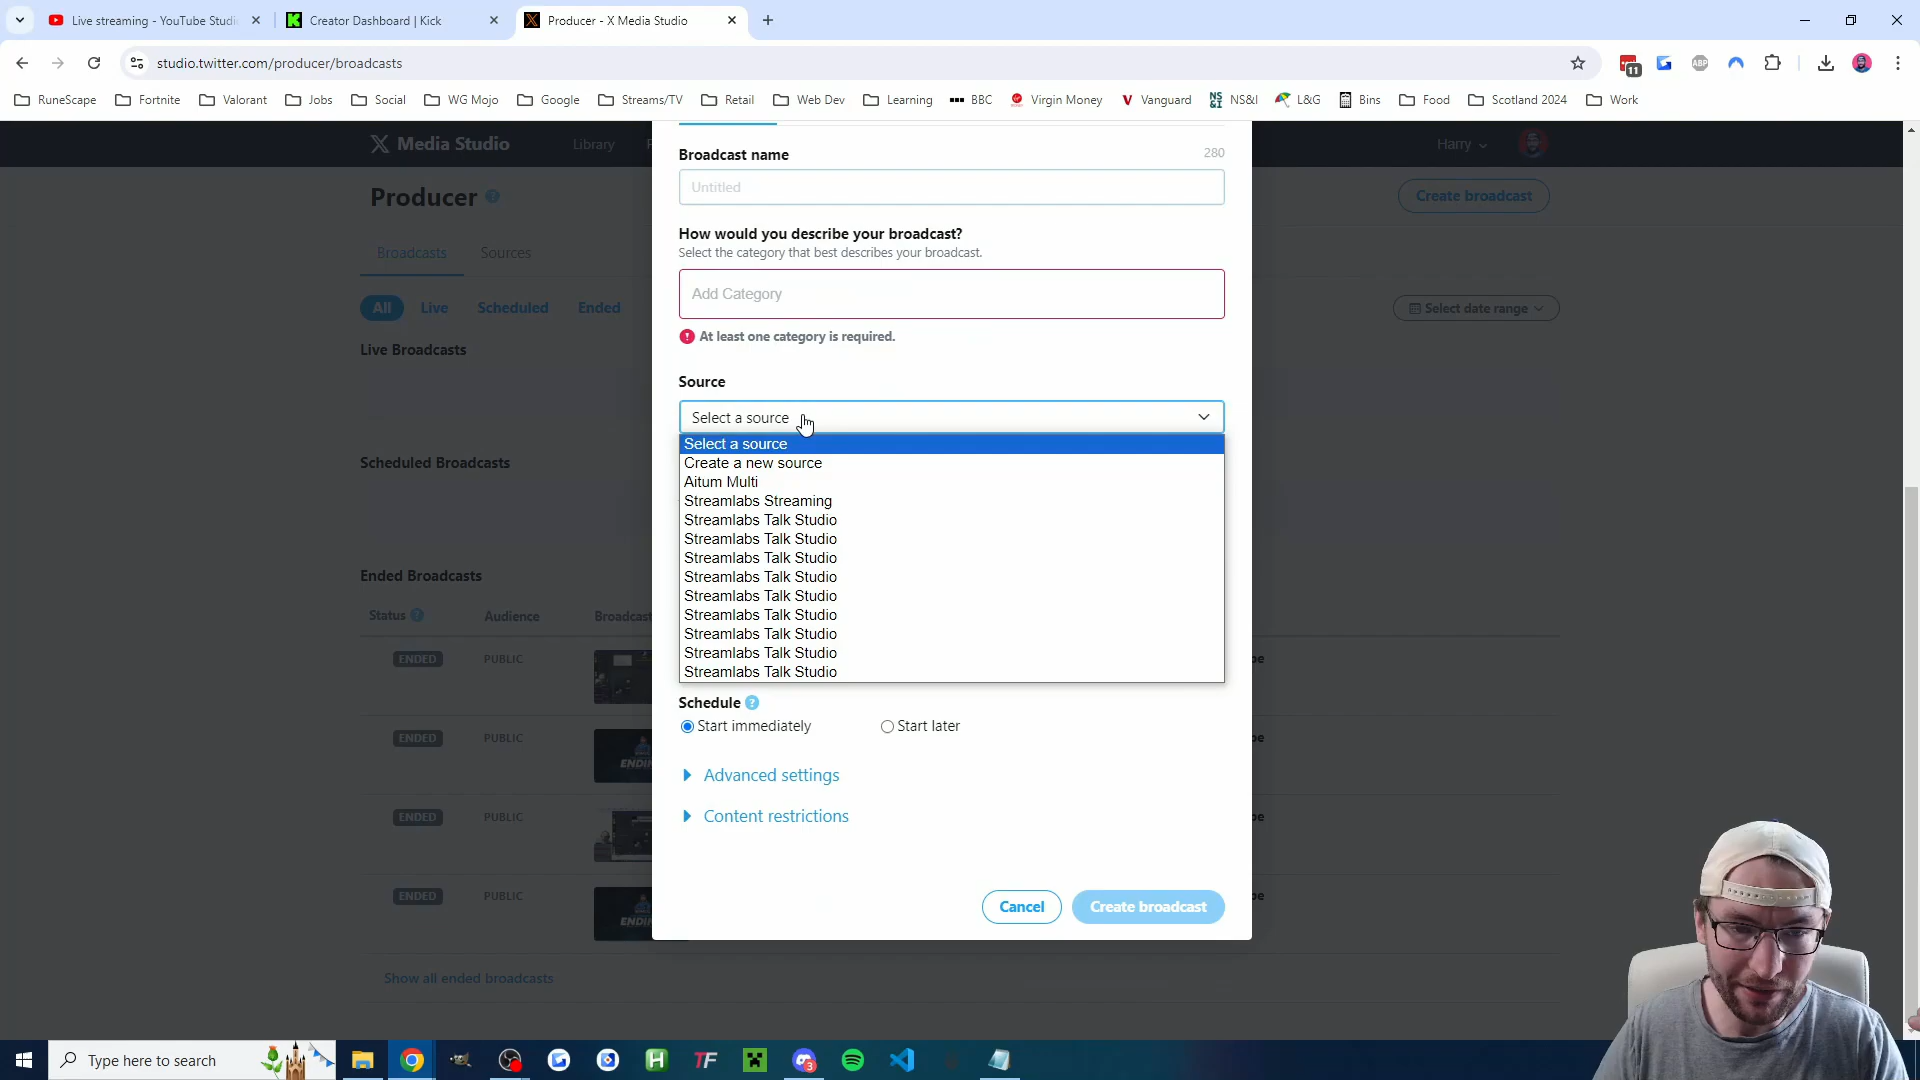 Live streaming - YouTube Studi
Creator Dashboard | Kick
Producer - X Media Studio
studio.twitter.com/producer/broadcasts
11
ABP
RuneScape
Fortnite
Valorant
Jobs
Social
WG Mojo
Google
Streams/TV
Retail
Web Dev
Learning
BBC
Virgin Money
Vanguard
NS&I
L&G
Bins
Food
Scotland 2024
Work
Media Studio
Library
Harry
Producer
Create broadcast
Broadcasts
Sources
All
Live
Scheduled
Ended
Select date range
Live Broadcasts
Scheduled Broadcasts
Ended Broadcasts
Status
Audience
Broadcast
ENDED
PUBLIC
ENDED
PUBLIC
ENDIN
ENDED
PUBLIC
ENDED
PUBLIC
ENDIN
Show all ended broadcasts
Broadcast name
280
Untitled
How would you describe your broadcast?
Select the category that best describes your broadcast.
Add Category
At least one category is required.
Source
Select a source
Select a source
Create a new source
Aitum Multi
Streamlabs Streaming
Streamlabs Talk Studio
Streamlabs Talk Studio
Streamlabs Talk Studio
Streamlabs Talk Studio
Streamlabs Talk Studio
Streamlabs Talk Studio
Streamlabs Talk Studio
Streamlabs Talk Studio
Streamlabs Talk Studio
Schedule
Start immediately
Start later
Advanced settings
Content restrictions
Cancel
Create broadcast
Type here to search
H
TF
3